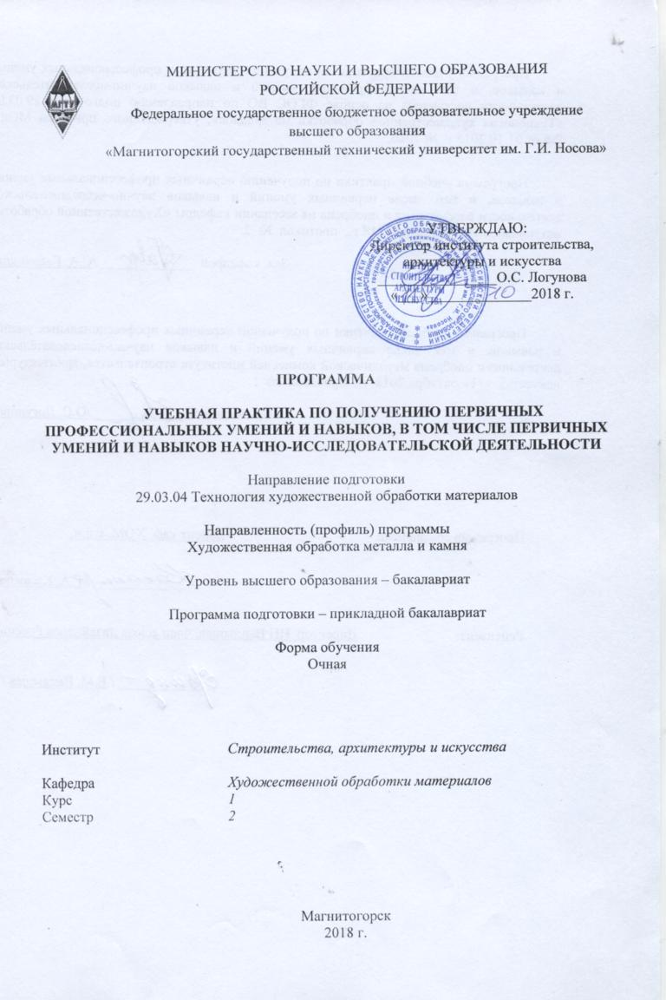 МГТУ
МИНИСТЕРСТВО НАУКИ И ВЫСШЕГО ОБРАЗОВАНИЯ
РОССИЙСКОЙ ФЕДЕРАЦИИ
Федеральное государственное бюджетное образовательное учреждение
высшего образования
«Магнитогорский государственный технический университет им. Г.И. Носова»
УТВЕРЖДАЮ:
Директор института строительства,
архитектуры и искусства
О.С. Логунова
10 2018 г.
ПРОГРАММА
УЧЕБНАЯ ПРАКТИКА ПО ПОЛУЧЕНИЮ ПЕРВИЧНЫХ
ПРОФЕССИОНАЛЬНЫХ УМЕНИЙ И НАВЫКОВ, В ТОМ ЧИСЛЕ ПЕРВИЧНЫХ
УМЕНИЙ И НАВЫКОВ НАУЧНО-ИССЛЕДОВАТЕЛЬСКОЙ ДЕЯТЕЛЬНОСТИ
Направление подготовки
29.03.04 Технология художественной обработки материалов
Направленность (профиль) программы
Художественная обработка металла и камня
Уровень высшего образования – бакалавриат
Программа подготовки – прикладной бакалавриат
Форма обучения
Очная
Институт Строительства, архитектуры и искусства
Кафедра Художественной обработки материалов
Курс 1
Семестр 2
Магнитогорск
2018 г.